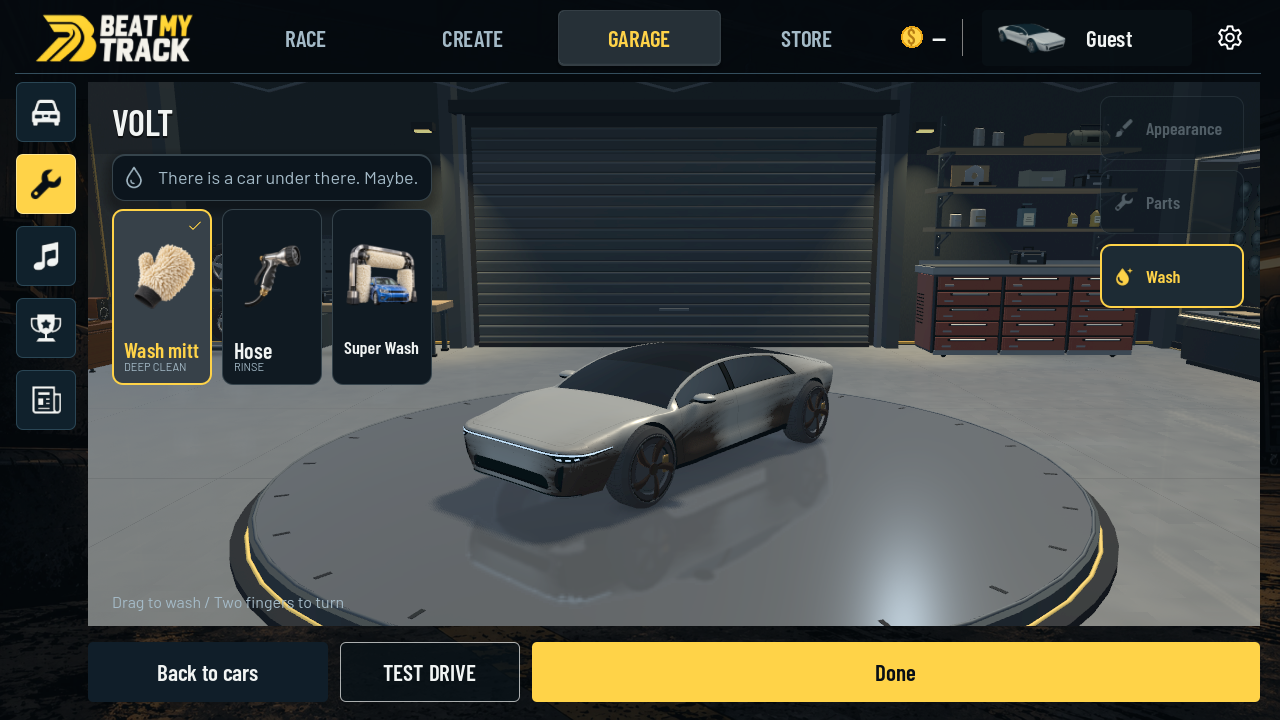 BEAT MY
TRACK
RACE
CREATE
GARAGE
STORE
$ –
Guest
VOLT
There is a car under there. Maybe.
Wash mitt
DEEP CLEAN
Hose
RINSE
Super Wash
Appearance
Parts
Wash
Drag to wash / Two fingers to turn
Back to cars
TEST DRIVE
Done